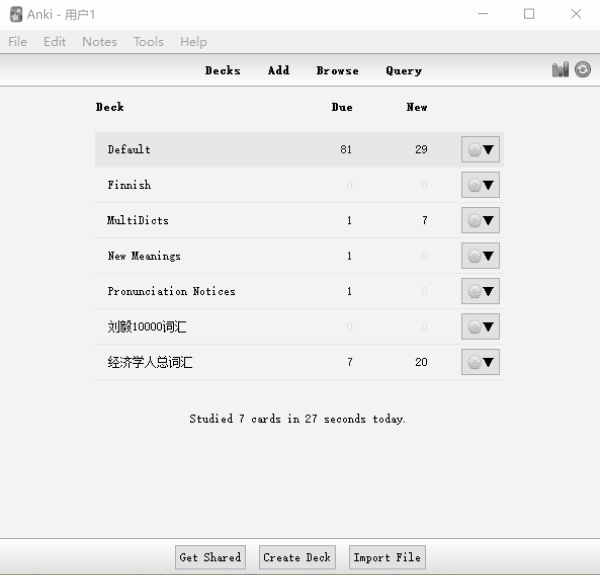 Anki - 用户1
File Edit Notes Tools Help
Decks Add Browse Query
Deck Due New
Default 81 29
Finnish 0 0
MultiDicts 1 7
New Meanings 1 0
Pronunciation Notices 1 0
刘毅10000词汇 0 0
经济学人总词汇 7 20
Studied 7 cards in 27 seconds today.
Get Shared Create Deck Import File